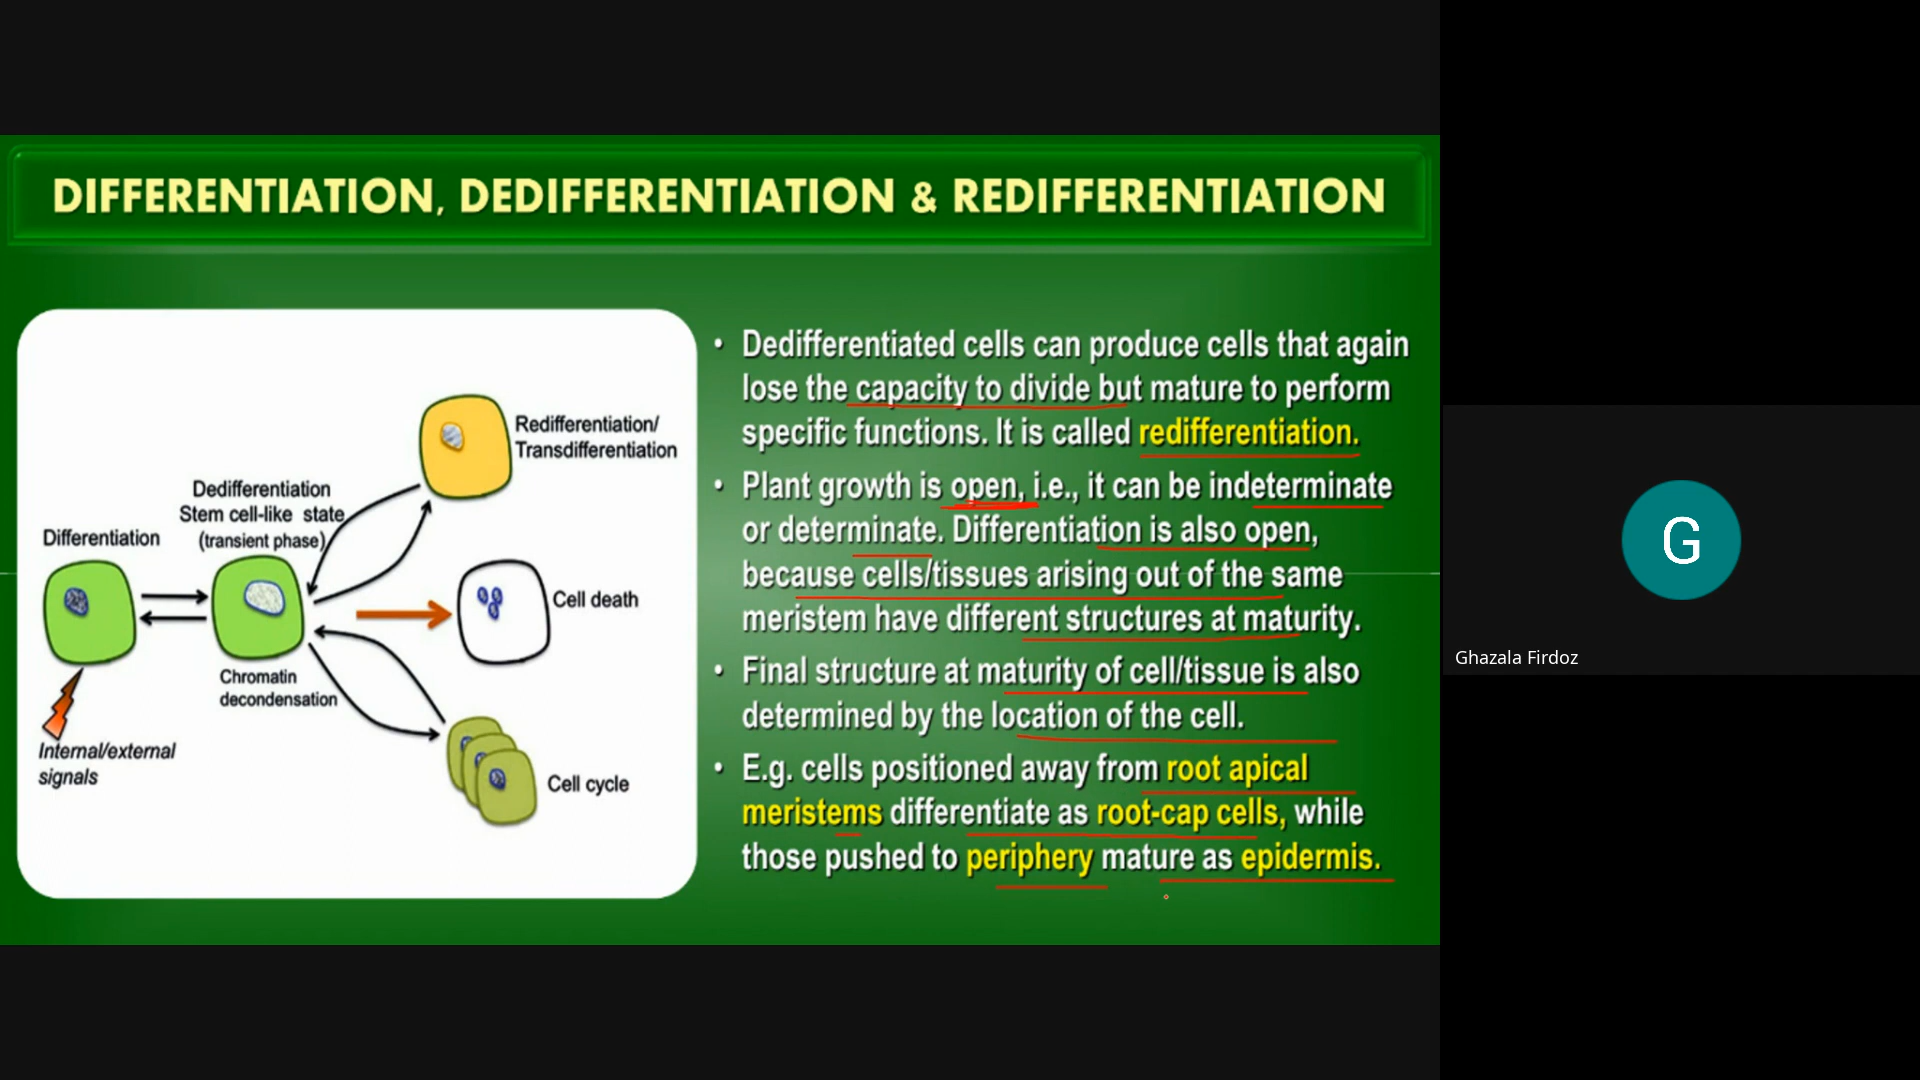 DIFFERENTIATION, DEDIFFERENTIATION & REDIFFERENTIATION
Redifferentiation/
Transdifferentiation
Dedifferentiation
Stem cell-like state
(transient phase)
Differentiation
Cell death
Chromatin
decondensation
Internal/external
signals
Cell cycle
• Dedifferentiated cells can produce cells that again
lose the capacity to divide but mature to perform
specific functions. It is called redifferentiation.
• Plant growth is open, i.e., it can be indeterminate
or determinate. Differentiation is also open,
because cells/tissues arising out of the same
meristem have different structures at maturity.
• Final structure at maturity of cell/tissue is also
determined by the location of the cell.
• E.g. cells positioned away from root apical
meristems differentiate as root-cap cells, while
those pushed to periphery mature as epidermis.
G
Ghazala Firdoz